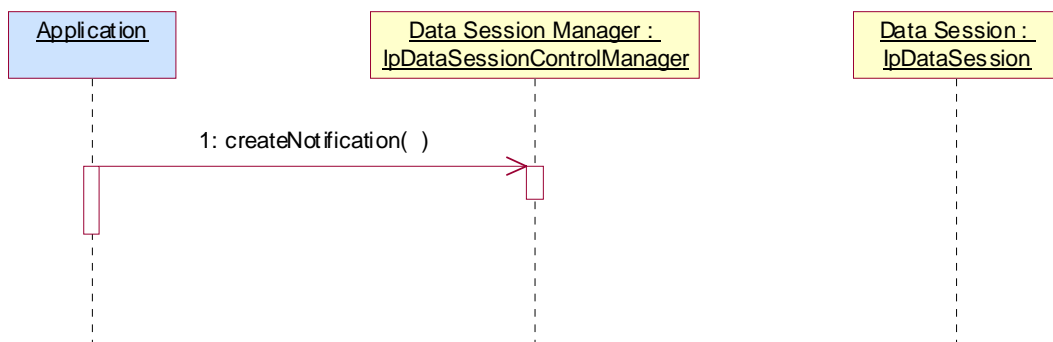 Application
Data Session Manager :
IpDataSessionControlManager
Data Session :
IpDataSession
1: createNotification( )